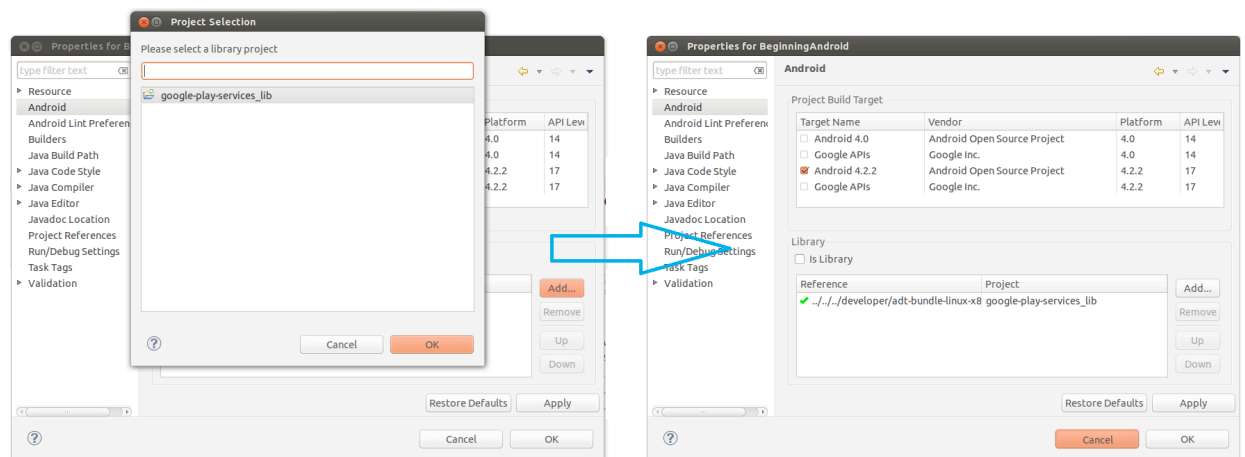 Project Selection
Please select a library project
google-play-services_lib
Cancel
OK
Properties for B
type filter text
Resource
Android
Android Lint Preferen
Builders
Java Build Path
Java Code Style
Java Compiler
Java Editor
Javadoc Location
Project References
Run/Debug Settings
Task Tags
Validation
Platform API Leve
4.0 14
4.0 14
4.2.2 17
4.2.2 17
Add...
Remove
Up
Down
Restore Defaults Apply
Cancel OK
Properties for BeginningAndroid
type filter text
Resource
Android
Android Lint Preferen
Builders
Java Build Path
Java Code Style
Java Compiler
Java Editor
Javadoc Location
Project References
Run/Debug Settings
Task Tags
Validation
Android
Project Build Target
Target Name Vendor Platform API Leve
Android 4.0 Android Open Source Project 4.0 14
Google APIs Google Inc. 4.0 14
Android 4.2.2 Android Open Source Project 4.2.2 17
Google APIs Google Inc. 4.2.2 17
Library
Is Library
Reference Project
../../../developer/adt-bundle-linux-x8 google-play-services_lib
Add...
Remove
Up
Down
Restore Defaults Apply
Cancel OK